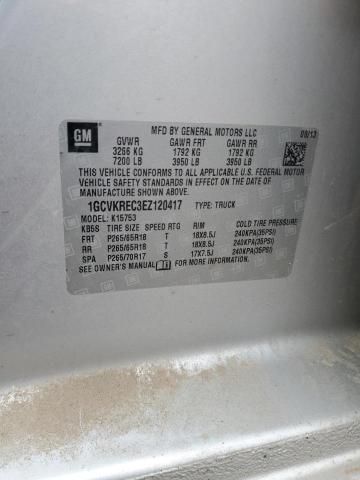 GM
MFD BY GENERAL MOTORS LLC 09/13
GVWR GAWR FRT GAWR RR
3266 KG 1792 KG 1792 KG
7200 LB 3950 LB 3950 LB
THIS VEHICLE CONFORMS TO ALL APPLICABLE U.S. FEDERAL MOTOR
VEHICLE SAFETY STANDARDS IN EFFECT ON THE DATE OF
MANUFACTURE SHOWN ABOVE.
1GCVKREC3EZ120417 TYPE: TRUCK
MODEL: K15753
KB5S TIRE SIZE SPEED RTG RIM COLD TIRE PRESSURE
FRT P265/65R18 T 18X8.5J 240KPA(35PSI)
RR P265/65R18 T 18X8.5J 240KPA(35PSI)
SPA P265/70R17 S 17X7.5J 240KPA(35PSI)
SEE OWNER'S MANUAL FOR MORE INFORMATION.